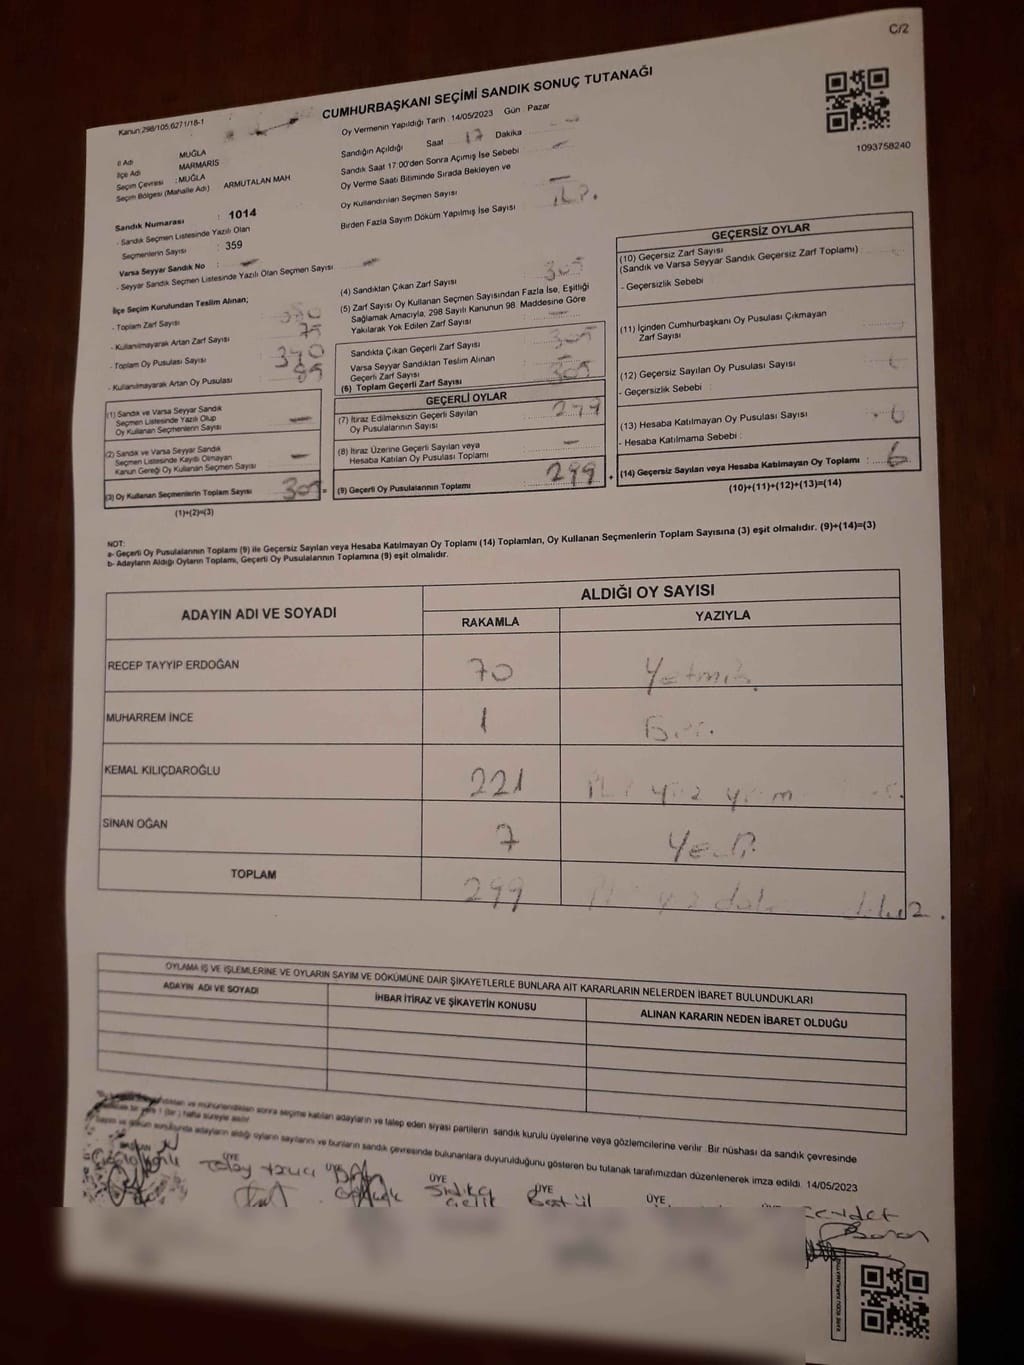 C/2
CUMHURBAŞKANI SEÇİMİ SANDIK SONUÇ TUTANAĞI
Kanun:298/105,6271/18-1
Oy Vermenin Yapıldığı Tarih : 14/05/2023 Gün Pazar
1093758240
İl Adı MUĞLA
İlçe Adı MARMARİS
Seçim Çevresi : MUĞLA
Seçim Bölgesi (Mahalle Adı) ARMUTALAN MAH
Sandığın Açıldığı Saat 17 Dakika
Sandık Saat 17:00'den Sonra Açımış İse Sebebi
Oy Verme Saati Bitiminde Sırada Bekleyen ve
Oy Kullandırılan Seçmen Sayısı
Birden Fazla Sayım Döküm Yapılmış İse Sayısı
Sandık Numarası : 1014
- Sandık Seçmen Listesinde Yazılı Olan
Seçmenlerin Sayısı : 359
Varsa Seyyar Sandık No :
- Seyyar Sandık Seçmen Listesinde Yazılı Olan Seçmen Sayısı
İlçe Seçim Kurulundan Teslim Alınan;
- Toplam Zarf Sayısı
- Kullanılmayarak Artan Zarf Sayısı 75
- Toplam Oy Pusulası Sayısı 390
- Kullanılmayarak Artan Oy Pusulası
(1) Sandık ve Varsa Seyyar Sandık
Seçmen Listesinde Yazılı Olup
Oy Kullanan Seçmenlerin Sayısı
(2) Sandık ve Varsa Seyyar Sandık
Seçmen Listesinde Kayıtlı Olmayan
Kanun Gereği Oy Kullanan Seçmen Sayısı
(3) Oy Kullanan Seçmenlerin Toplam Sayısı 305
(1)+(2)=(3)
(4) Sandıktan Çıkan Zarf Sayısı 305
(5) Zarf Sayısı Oy Kullanan Seçmen Sayısından Fazla İse, Eşitliği
Sağlamak Amacıyla, 298 Sayılı Kanunun 98. Maddesine Göre
Yakılarak Yok Edilen Zarf Sayısı
Sandıkta Çıkan Geçerli Zarf Sayısı 305
Varsa Seyyar Sandıktan Teslim Alınan
Geçerli Zarf Sayısı
(6) Toplam Geçerli Zarf Sayısı 305
GEÇERLİ OYLAR
(7) İtiraz Edilmeksizin Geçerli Sayılan
Oy Pusulalarının Sayısı 299
(8) İtiraz Üzerine Geçerli Sayılan veya
Hesaba Katılan Oy Pusulası Toplamı
(9) Geçerli Oy Pusulalarının Toplamı 299
GEÇERSİZ OYLAR
(10) Geçersiz Zarf Sayısı
(Sandık ve Varsa Seyyar Sandık Geçersiz Zarf Toplamı)
- Geçersizlik Sebebi
(11) İçinden Cumhurbaşkanı Oy Pusulası Çıkmayan
Zarf Sayısı
(12) Geçersiz Sayılan Oy Pusulası Sayısı
- Geçersizlik Sebebi :
(13) Hesaba Katılmayan Oy Pusulası Sayısı 6
- Hesaba Katılmama Sebebi :
(14) Geçersiz Sayılan veya Hesaba Katılmayan Oy Toplamı : 6
(10)+(11)+(12)+(13)=(14)
NOT:
a- Geçerli Oy Pusulalarının Toplamı (9) ile Geçersiz Sayılan veya Hesaba Katılmayan Oy Toplamı (14) Toplamları, Oy Kullanan Seçmenlerin Toplam Sayısına (3) eşit olmalıdır. (9)+(14)=(3)
b- Adayların Aldığı Oyların Toplamı, Geçerli Oy Pusulalarının Toplamına (9) eşit olmalıdır.
ADAYIN ADI VE SOYADI
ALDIĞI OY SAYISI
RAKAMLA YAZIYLA
RECEP TAYYİP ERDOĞAN 70 Yetmiş
MUHARREM İNCE 1 Bir.
KEMAL KILIÇDAROĞLU 221
SİNAN OĞAN 7 Yedi
TOPLAM 299
OYLAMA İŞ VE İŞLEMLERİNE VE OYLARIN SAYIM VE DÖKÜMÜNE DAİR ŞİKAYETLERLE BUNLARA AİT KARARLARIN NELERDEN İBARET BULUNDUKLARI
ADAYIN ADI VE SOYADI İHBAR İTİRAZ VE ŞİKAYETİN KONUSU ALINAN KARARIN NEDEN İBARET OLDUĞU
ve mühürlendikten sonra seçime katılan adayların ve talep eden siyasi partilerin sandık kurulu üyelerine veya gözlemcilerine verilir. Bir nüshası da sandık çevresinde
1 (bir) hafta süreyle asılır.
adayların aldığı oyların sayılarını ve bunların sandık çevresinde bulunanlara duyurulduğunu gösteren bu tutanak tarafımızdan düzenlenerek imza edildi. 14/05/2023
BAŞKAN ÜYE ÜYE ÜYE ÜYE ÜYE
Sıdıka Çelik
Cevdet